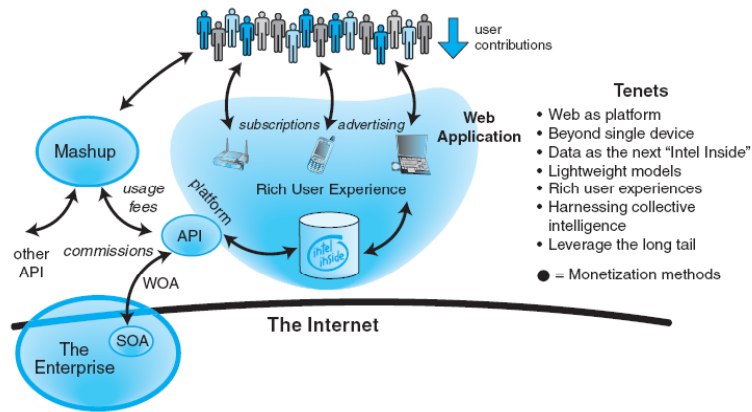 user
contributions
subscriptions advertising
Web
Application
Rich User Experience
platform
intel
inside
Mashup
usage
fees
API
commissions
other
API
WOA
The Internet
SOA
The
Enterprise
Tenets
• Web as platform
• Beyond single device
• Data as the next “Intel Inside”
• Lightweight models
• Rich user experiences
• Harnessing collective
intelligence
• Leverage the long tail
● = Monetization methods